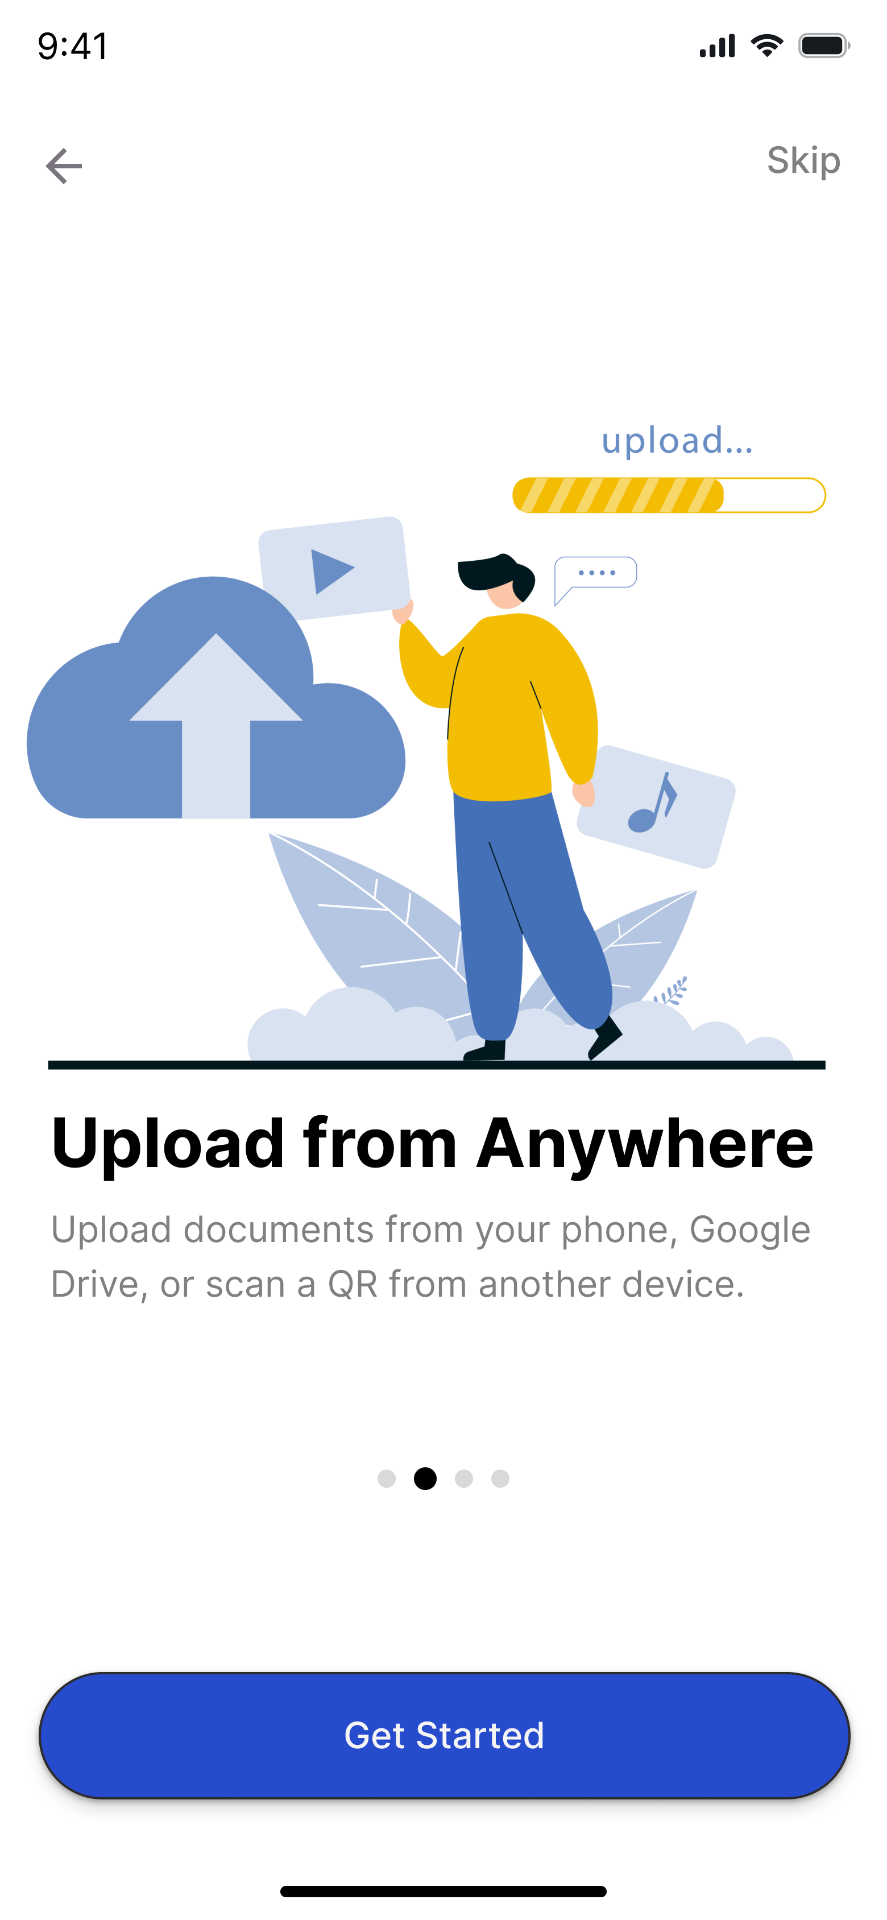 9:41
Skip
upload...
Upload from Anywhere
Upload documents from your phone, Google
Drive, or scan a QR from another device.
Get Started